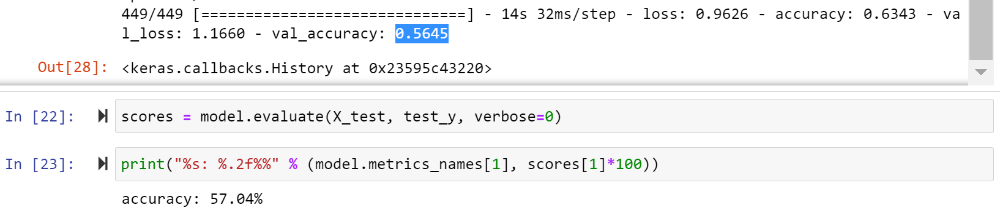 449/449 [==============================] - 14s 32ms/step - loss: 0.9626 - accuracy: 0.6343 - va
l_loss: 1.1660 - val_accuracy: 0.5645
Out[28]: <keras.callbacks.History at 0x23595c43220>
In [22]: scores = model.evaluate(X_test, test_y, verbose=0)
In [23]: print("%s: %.2f%%" % (model.metrics_names[1], scores[1]*100))
accuracy: 57.04%